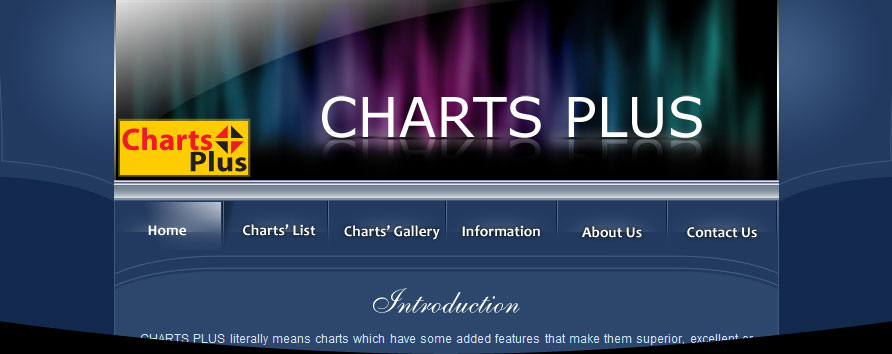 CHARTS PLUS
Charts
Plus
Home Charts' List Charts' Gallery Information About Us Contact Us
Introduction
CHARTS PLUS literally means charts which have some added features that make them superior, excellent or